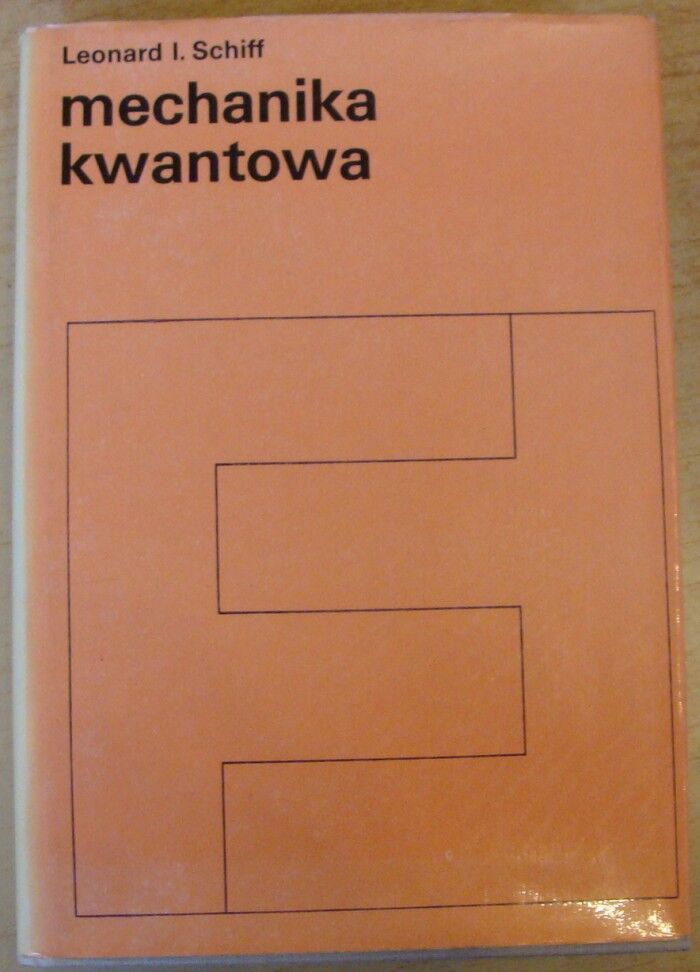 Leonard I. Schiff
mechanika
kwantowa